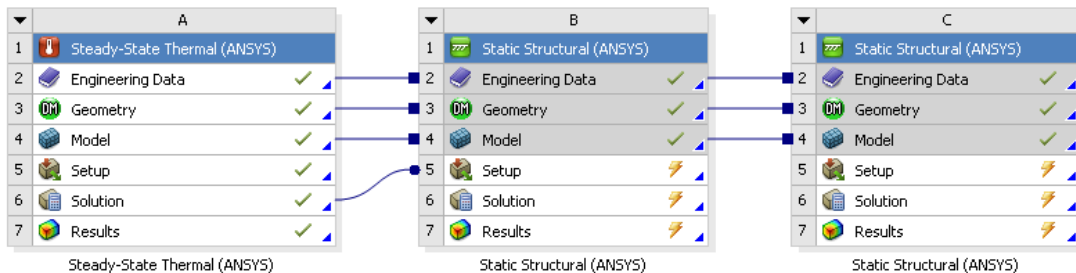 A
1 Steady-State Thermal (ANSYS)
2 Engineering Data
3 DM Geometry
4 Model
5 Setup
6 Solution
7 Results
Steady-State Thermal (ANSYS)
B
1 Static Structural (ANSYS)
2 Engineering Data
3 DM Geometry
4 Model
5 Setup
6 Solution
7 Results
Static Structural (ANSYS)
C
1 Static Structural (ANSYS)
2 Engineering Data
3 DM Geometry
4 Model
5 Setup
6 Solution
7 Results
Static Structural (ANSYS)